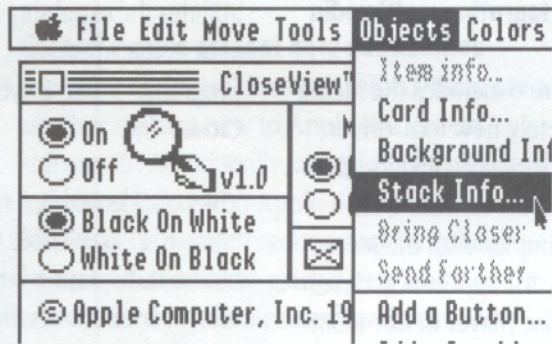 File Edit Move Tools Objects Colors
CloseView™
On
Off
v1.0
Black On White
White On Black
© Apple Computer, Inc. 19
Item info...
Card Info...
Background Inf
Stack Info...
Bring Closer
Send Farther
Add a Button...